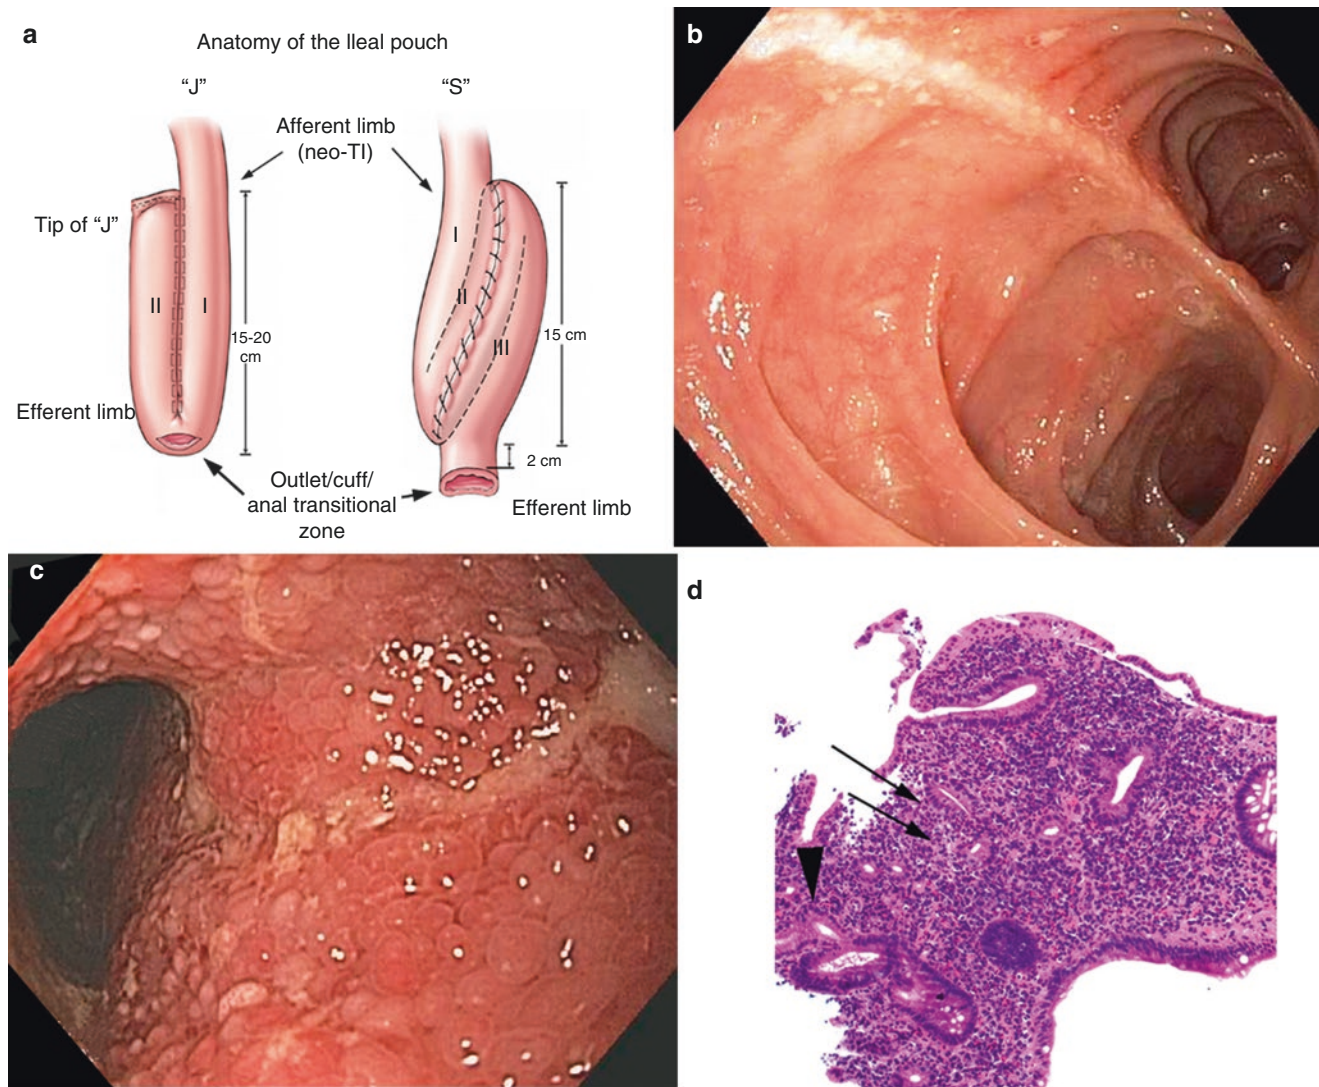 a
Anatomy of the Ileal pouch
“J”
“S”
Afferent limb
(neo-TI)
Tip of “J”
I
II
I
II
III
15-20
cm
15 cm
Efferent limb
2 cm
Outlet/cuff/
anal transitional
zone
Efferent limb
b
c
d